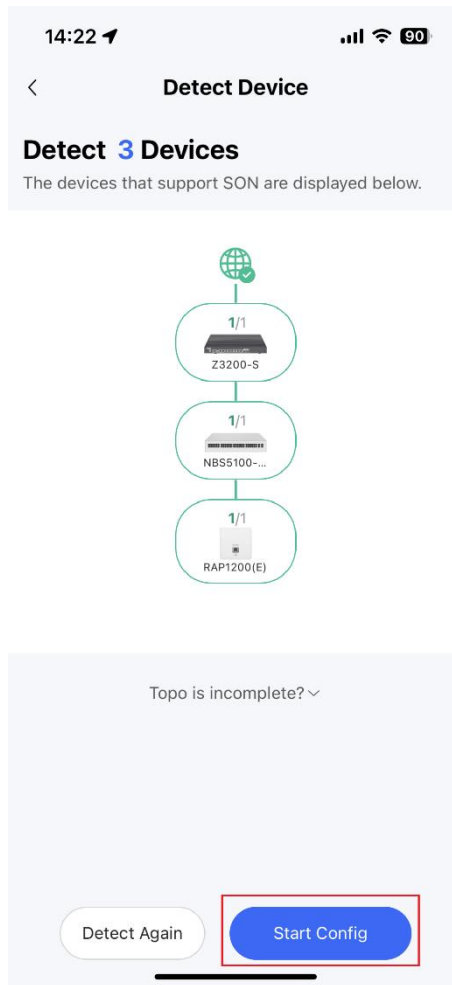 14:22
90
Detect Device
Detect 3 Devices
The devices that support SON are displayed below.
1/1
Z3200-S
1/1
NBS5100-...
1/1
RAP1200(E)
Topo is incomplete?
Detect Again
Start Config